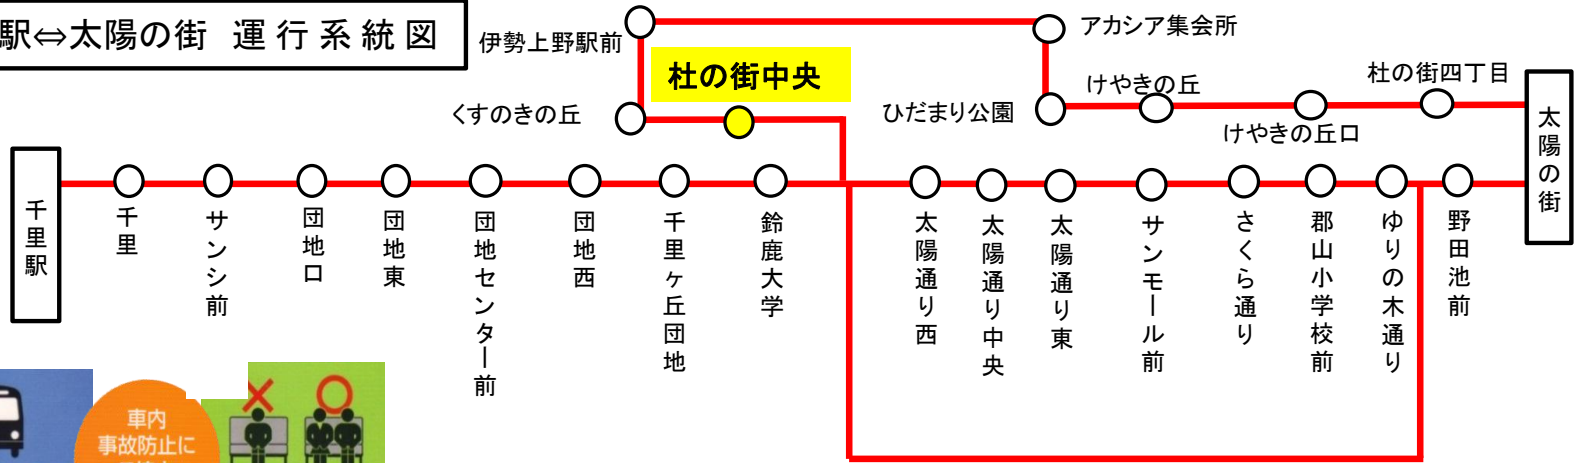 駅⇔太陽の街 運行系統図
伊勢上野駅前
アカシア集会所
杜の街中央
くすのきの丘
ひだまり公園
けやきの丘
けやきの丘口
杜の街四丁目
太陽の街
千里駅
千里
サンシ前
団地口
団地東
団地センター前
団地西
千里ヶ丘団地
鈴鹿大学
太陽通り西
太陽通り中央
太陽通り東
サンモール前
さくら通り
郡山小学校前
ゆりの木通り
野田池前
車内
事故防止に